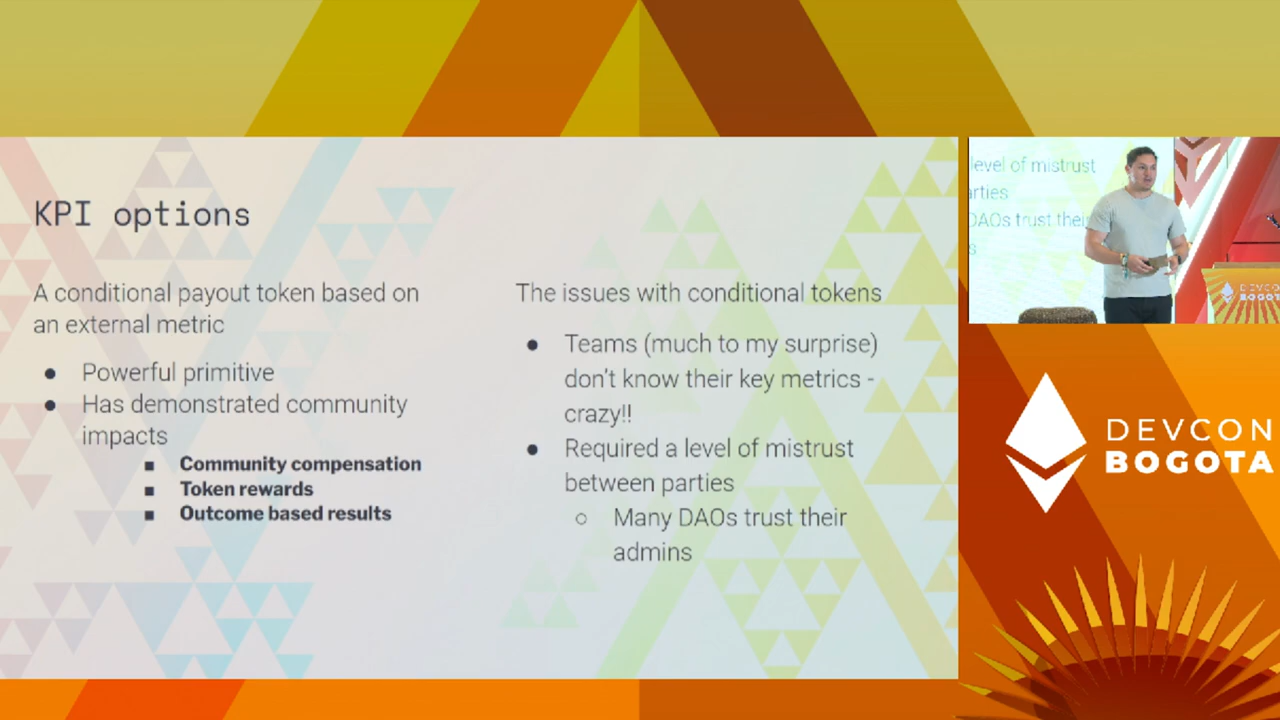 KPI options
A conditional payout token based on
an external metric
● Powerful primitive
● Has demonstrated community
impacts
■ Community compensation
■ Token rewards
■ Outcome based results
The issues with conditional tokens
● Teams (much to my surprise)
don't know their key metrics -
crazy!!
● Required a level of mistrust
between parties
○ Many DAOs trust their
admins
level of mistrust
arties
DAOs trust their
s
DEVCON
BOGOTA
DEVCON
BOGOTA